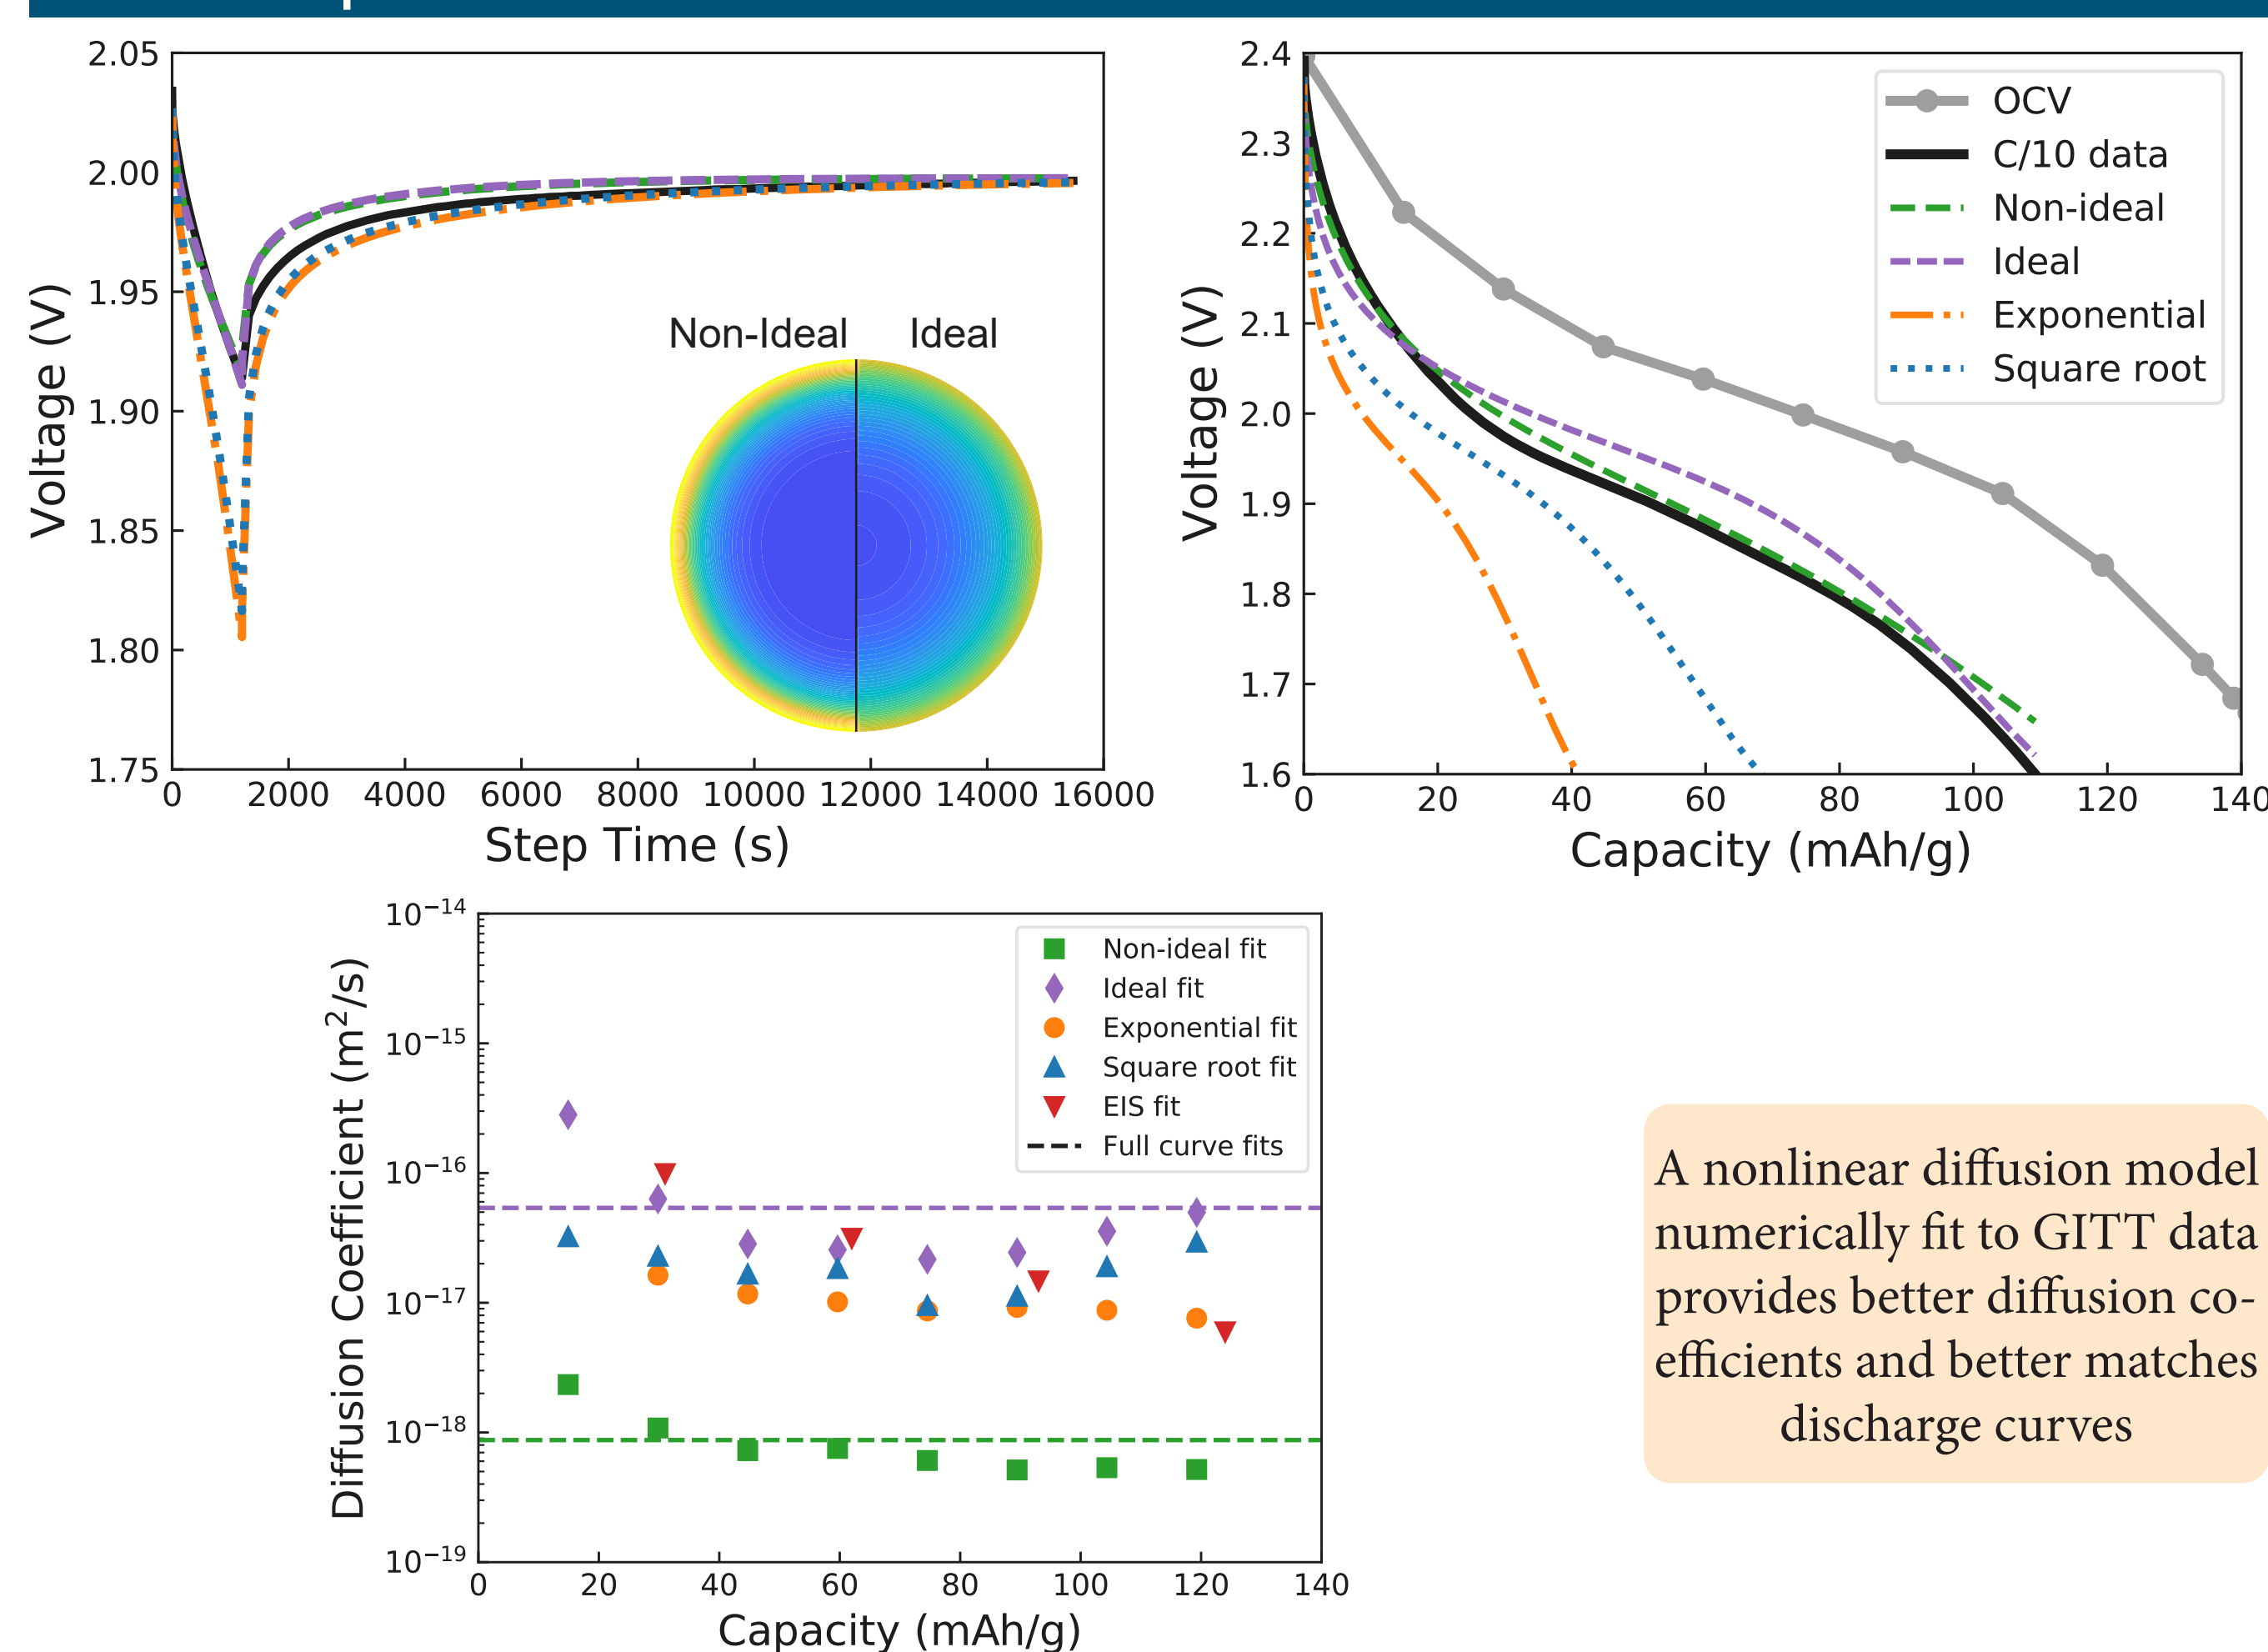 2.05
2.00
1.95
1.90
1.85
1.80
1.75
Voltage (V)
0 2000 4000 6000 8000 10000 12000 14000 16000
Step Time (s)
Non-Ideal Ideal
2.4
2.3
2.2
2.1
2.0
1.9
1.8
1.7
1.6
Voltage (V)
0 20 40 60 80 100 120 140
Capacity (mAh/g)
OCV
C/10 data
Non-ideal
Ideal
Exponential
Square root
10⁻¹⁴
10⁻¹⁵
10⁻¹⁶
10⁻¹⁷
10⁻¹⁸
10⁻¹⁹
Diffusion Coefficient (m²/s)
0 20 40 60 80 100 120 140
Capacity (mAh/g)
Non-ideal fit
Ideal fit
Exponential fit
Square root fit
EIS fit
Full curve fits
A nonlinear diffusion model
numerically fit to GITT data
provides better diffusion co-
efficients and better matches
discharge curves